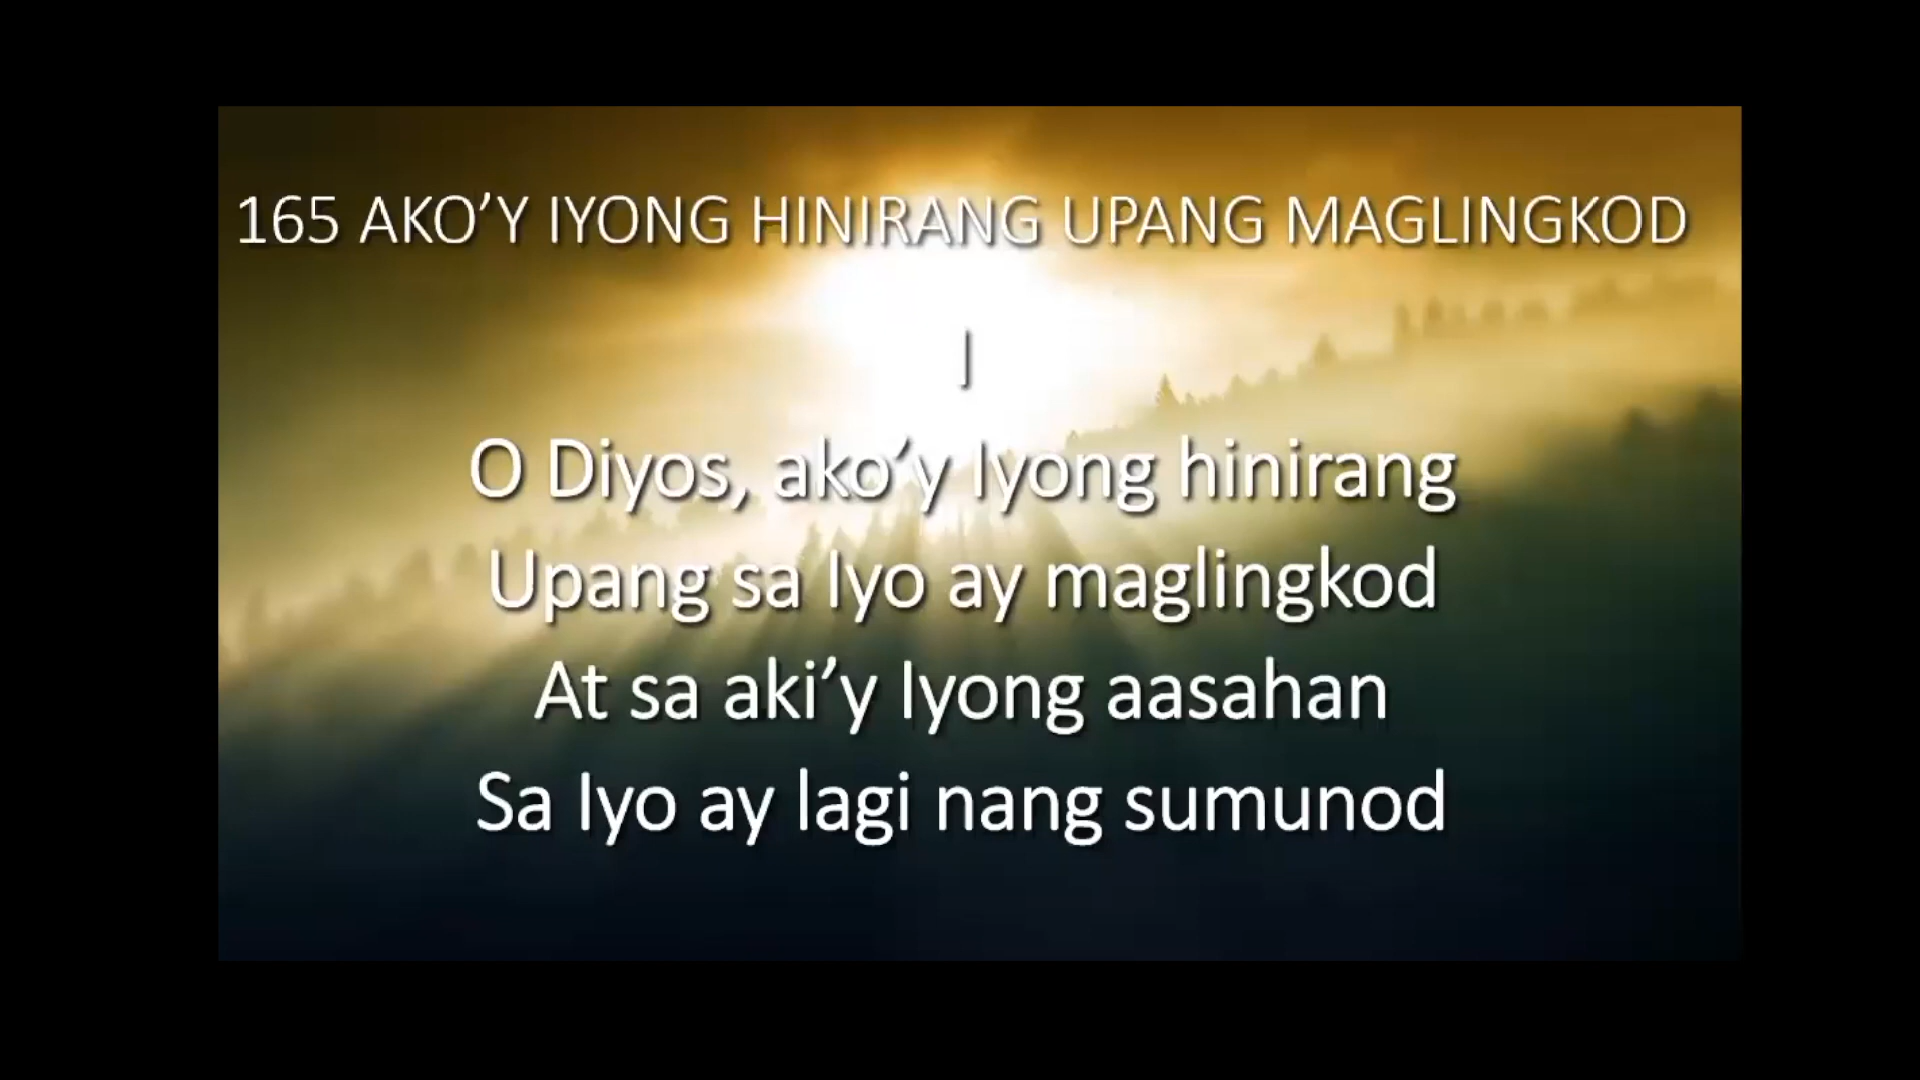 165 AKO’Y IYONG HINIRANG UPANG MAGLINGKOD
I
O Diyos, ako’y Iyong hinirang
Upang sa Iyo ay maglingkod
At sa aki’y Iyong aasahan
Sa Iyo ay lagi nang sumunod